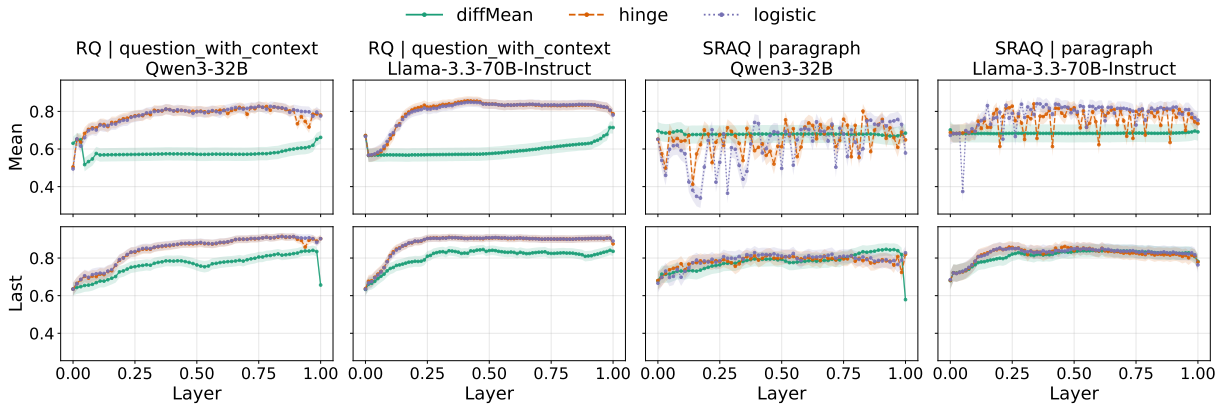 diffMean hinge logistic
RQ | question_with_context
Qwen3-32B
RQ | question_with_context
Llama-3.3-70B-Instruct
SRAQ | paragraph
Qwen3-32B
SRAQ | paragraph
Llama-3.3-70B-Instruct
Mean
0.8
0.6
0.4
Last
0.8
0.6
0.4
0.00 0.25 0.50 0.75 1.00
0.00 0.25 0.50 0.75 1.00
0.00 0.25 0.50 0.75 1.00
0.00 0.25 0.50 0.75 1.00
Layer
Layer
Layer
Layer